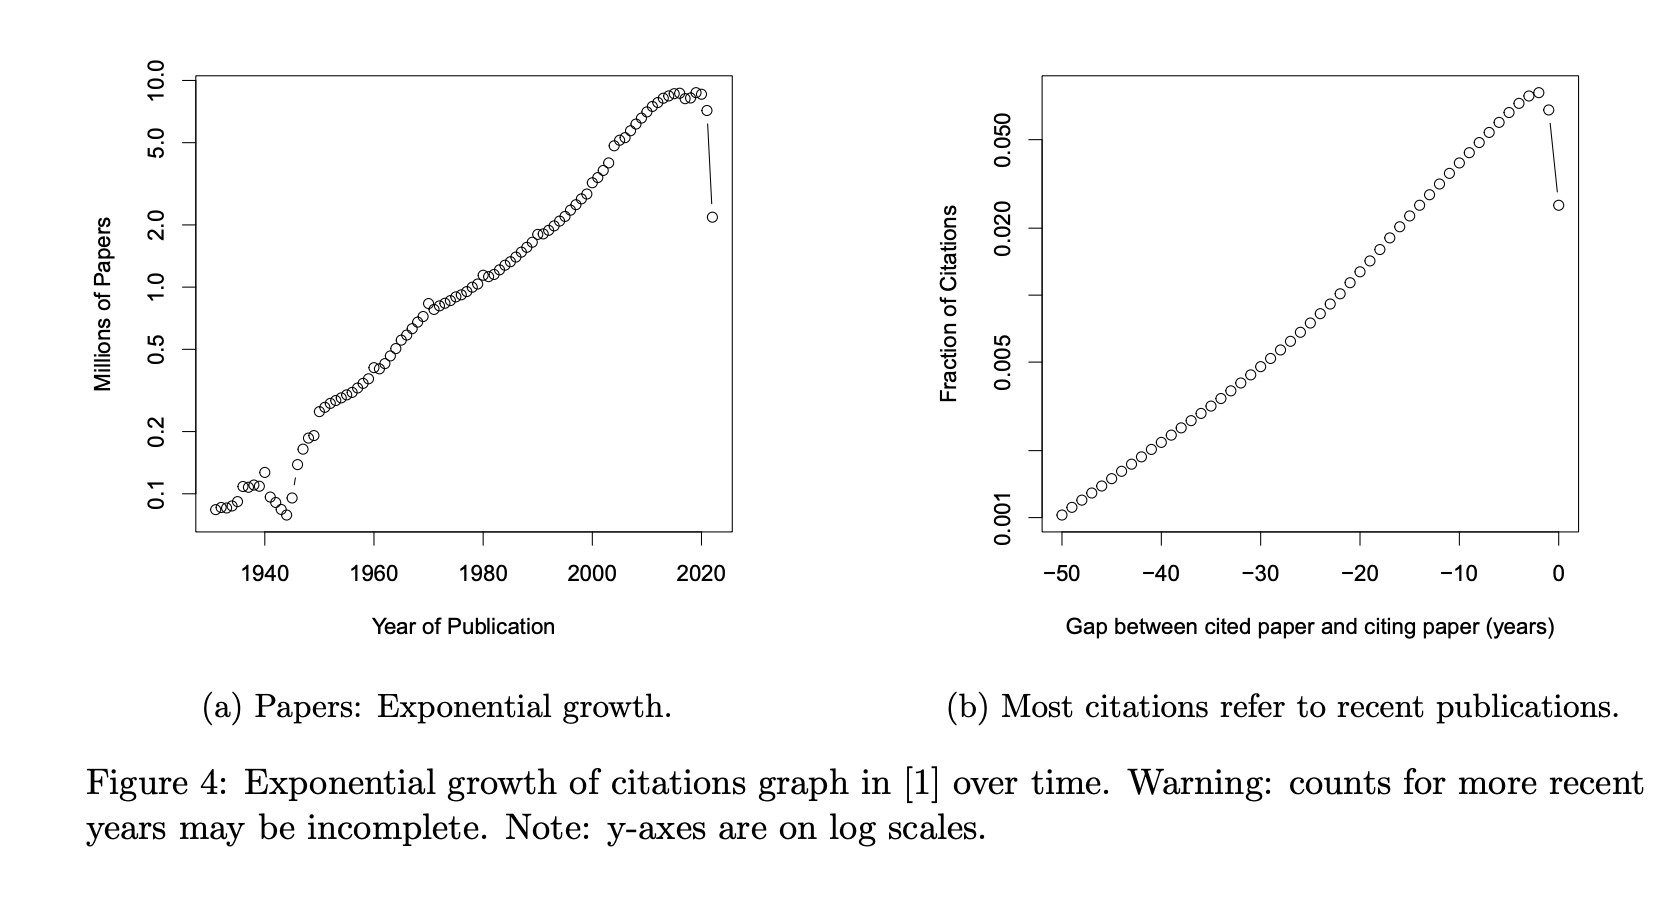 10.0
5.0
2.0
1.0
0.5
0.2
0.1
Millions of Papers
1940 1960 1980 2000 2020
Year of Publication
(a) Papers: Exponential growth.
0.050
0.020
0.005
0.001
Fraction of Citations
−50 −40 −30 −20 −10 0
Gap between cited paper and citing paper (years)
(b) Most citations refer to recent publications.
Figure 4: Exponential growth of citations graph in [1] over time. Warning: counts for more recent
years may be incomplete. Note: y-axes are on log scales.